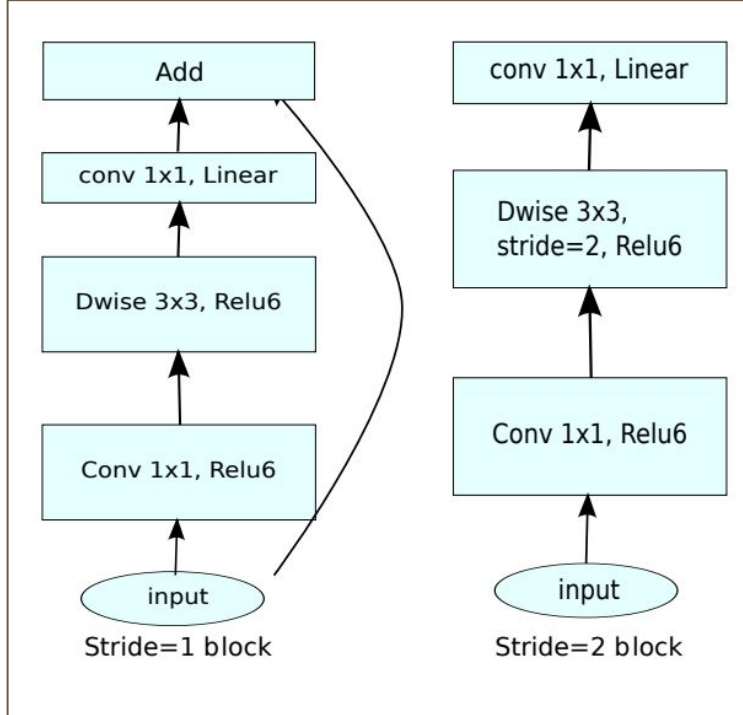 Add
conv 1x1, Linear
Dwise 3x3, Relu6
Conv 1x1, Relu6
input
Stride=1 block
conv 1x1, Linear
Dwise 3x3,
stride=2, Relu6
Conv 1x1, Relu6
input
Stride=2 block